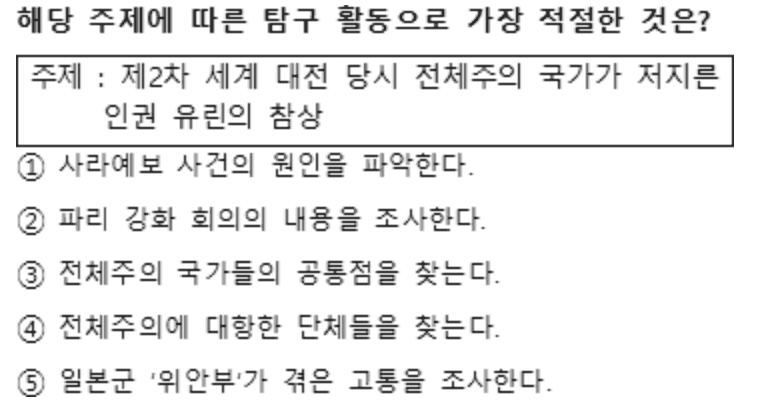 해당 주제에 따른 탐구 활동으로 가장 적절한 것은?
주제 : 제2차 세계 대전 당시 전체주의 국가가 저지른
인권 유린의 참상
① 사라예보 사건의 원인을 파악한다.
② 파리 강화 회의의 내용을 조사한다.
③ 전체주의 국가들의 공통점을 찾는다.
④ 전체주의에 대항한 단체들을 찾는다.
⑤ 일본군 '위안부'가 겪은 고통을 조사한다.